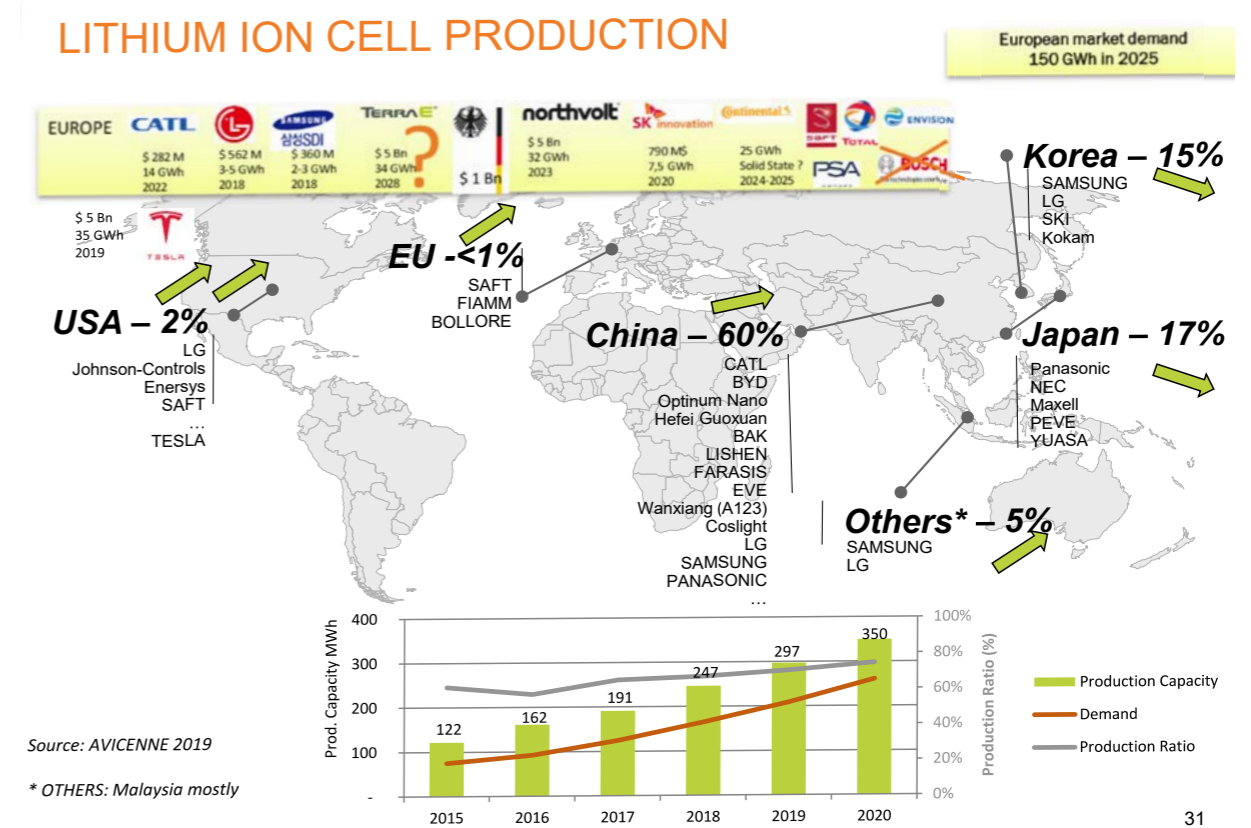 LITHIUM ION CELL PRODUCTION
European market demand
150 GWh in 2025
EUROPE
CATL
$ 282 M
14 GWh
2022
LG
$ 562 M
3-5 GWh
2018
SAMSUNG
삼성SDI
$ 360 M
2-3 GWh
2018
TERRAE
?
$ 5 Bn
34 GWh
2028
$ 1 Bn
northvolt
$ 5 Bn
32 GWh
2023
SK innovation
790 M$
7,5 GWh
2020
Continental
25 GWh
Solid State ?
2024-2025
SAFT
TOTAL
ENVISON
PSA
BOSCH
$ 5 Bn
35 GWh
2019
TESLA
USA – 2%
LG
Johnson-Controls
Enersys
SAFT
...
TESLA
EU -<1%
SAFT
FIAMM
BOLLORE
China – 60%
CATL
BYD
Optinum Nano
Hefei Guoxuan
BAK
LISHEN
FARASIS
EVE
Wanxiang (A123)
Coslight
LG
SAMSUNG
PANASONIC
...
Korea – 15%
SAMSUNG
LG
SKI
Kokam
Japan – 17%
Panasonic
NEC
Maxell
PEVE
YUASA
Others* – 5%
SAMSUNG
LG
Prod. Capacity MWh
400
300
200
100
-
122
162
191
247
297
350
2015
2016
2017
2018
2019
2020
100%
80%
60%
40%
20%
0%
Production Ratio (%)
Production Capacity
Demand
Production Ratio
Source: AVICENNE 2019
* OTHERS: Malaysia mostly
31